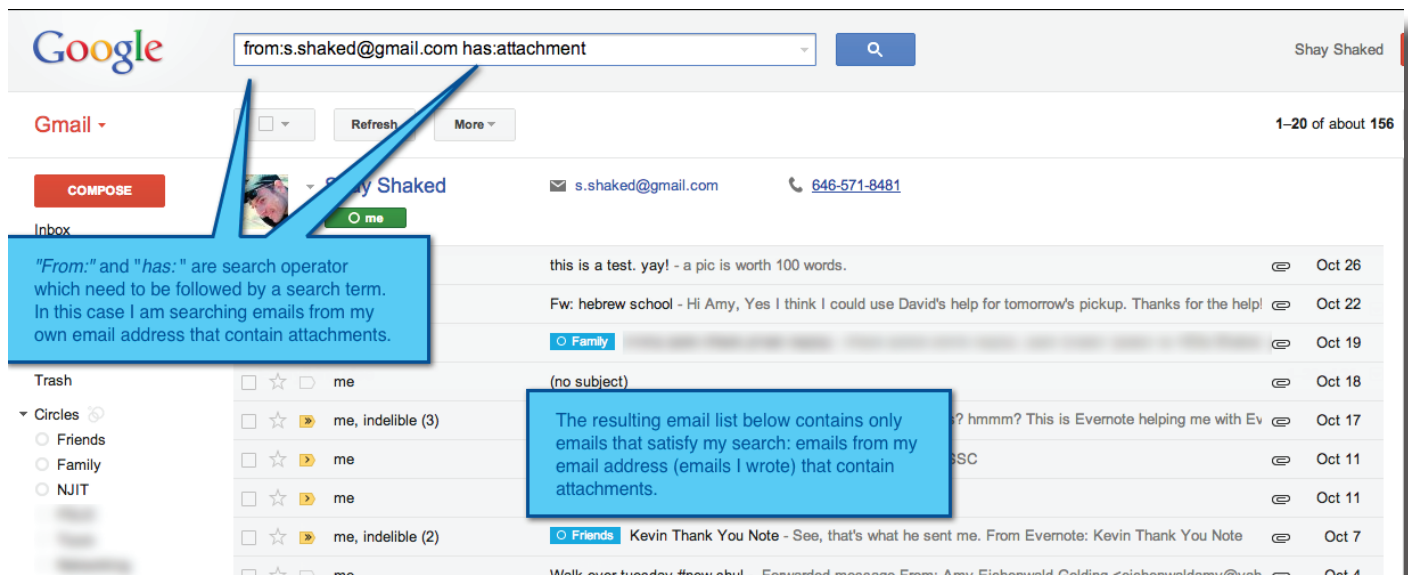 Google
from:s.shaked@gmail.com has:attachment
Shay Shaked
Gmail
Refresh
More
1–20 of about 156
COMPOSE
Shay Shaked
s.shaked@gmail.com
646-571-8481
me
Inbox
"From:" and "has: " are search operator
which need to be followed by a search term.
In this case I am searching emails from my
own email address that contain attachments.
this is a test. yay! - a pic is worth 100 words.
Oct 26
Fw: hebrew school - Hi Amy, Yes I think I could use David's help for tomorrow's pickup. Thanks for the help!
Oct 22
Family
Oct 19
Trash
me
(no subject)
Oct 18
Circles
Friends
Family
NJIT
me, indelible (3)
? hmmm? This is Evernote helping me with Ev
Oct 17
The resulting email list below contains only
emails that satisfy my search: emails from my
email address (emails I wrote) that contain
attachments.
me
SSC
Oct 11
me
Oct 11
me, indelible (2)
Friends Kevin Thank You Note - See, that's what he sent me. From Evernote: Kevin Thank You Note
Oct 7
me
Oct 4